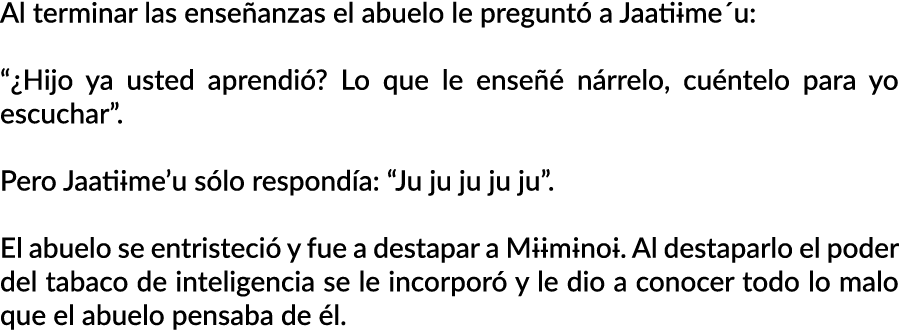 Al terminar las enseñanzas el abuelo le preguntó a Jaatiɨme´u:
“¿Hijo ya usted aprendió? Lo que le enseñé nárrelo, cuéntelo para yo
escuchar”.
Pero Jaatiɨme’u sólo respondía: “Ju ju ju ju ju”.
El abuelo se entristeció y fue a destapar a Mɨɨmɨnoɨ. Al destaparlo el poder
del tabaco de inteligencia se le incorporó y le dio a conocer todo lo malo
que el abuelo pensaba de él.